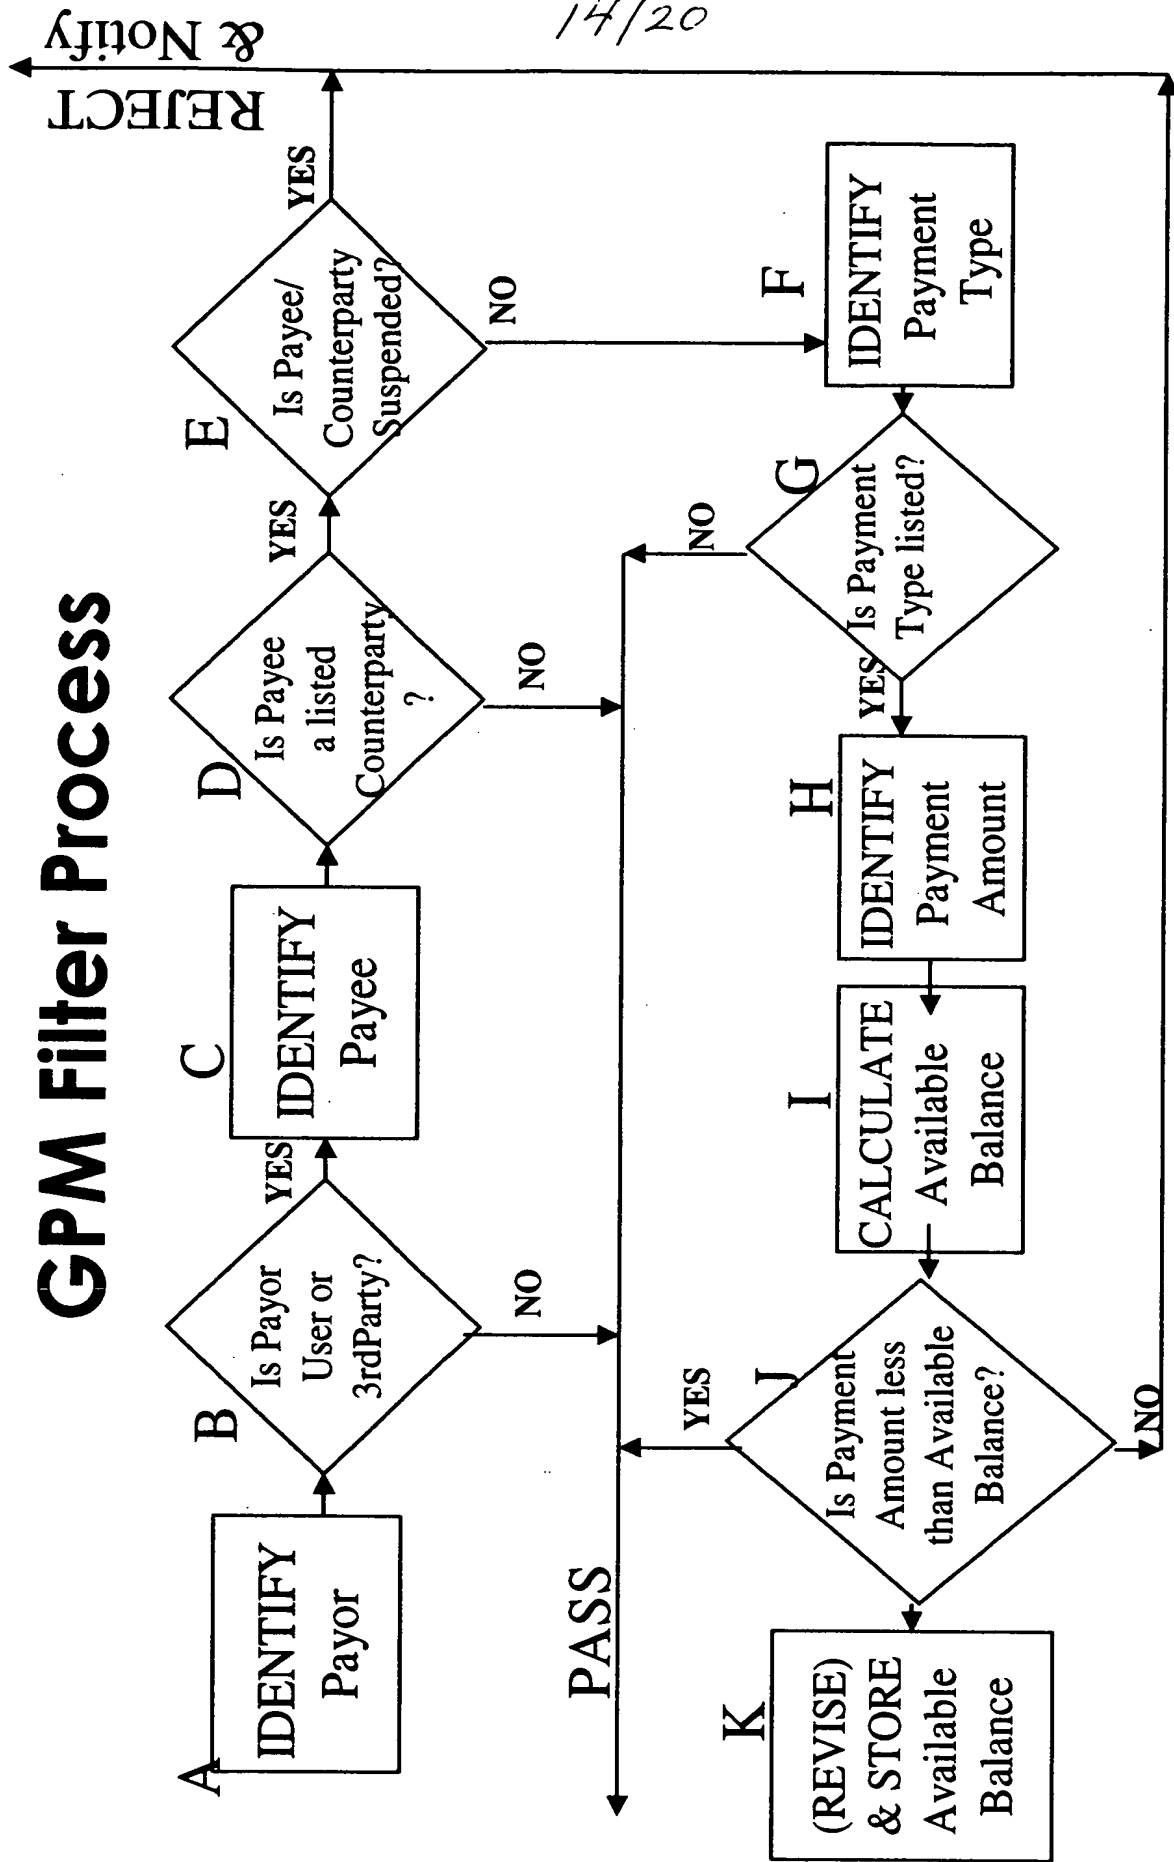 14/20
GPM Filter Process
A
IDENTIFY
Payor
B
Is Payor
User or
3rdParty?
YES
NO
C
IDENTIFY
Payee
D
Is Payee
a listed
Counterparty
?
YES
NO
E
Is Payee/
Counterparty
Suspended?
YES
NO
REJECT
& Notify
F
IDENTIFY
Payment
Type
G
Is Payment
Type listed?
NO
YES
H
IDENTIFY
Payment
Amount
I
CALCULATE
Available
Balance
J
Is Payment
Amount less
than Available
Balance?
YES
NO
PASS
K
(REVISE)
& STORE
Available
Balance